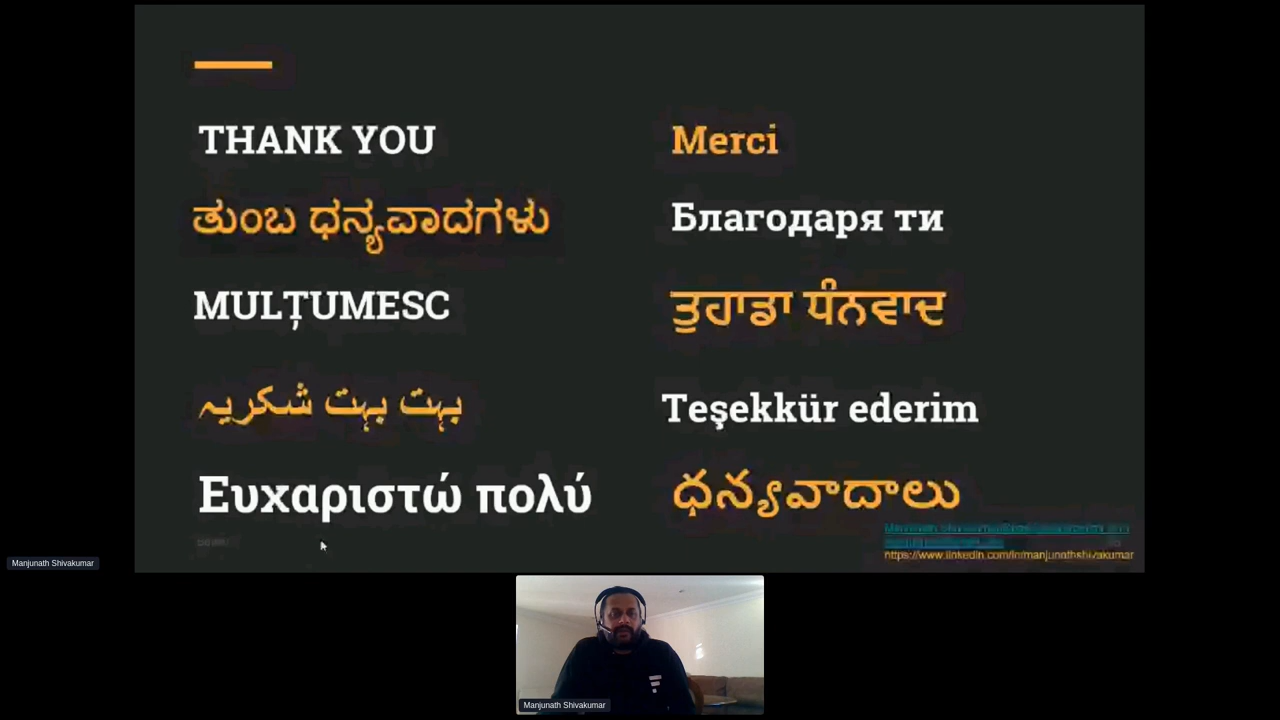 THANK YOU
ತುಂಬ ಧನ್ಯವಾದಗಳು
MULȚUMESC
بہت بہت شکریہ
Ευχαριστώ πολύ
Merci
Благодаря ти
ਤੁਹਾਡਾ ਧੰਨਵਾਦ
Teşekkür ederim
ధన్యవాదాలు
https://www.linkedin.com/in/manjunathshivakumar
Manjunath Shivakumar
Manjunath Shivakumar